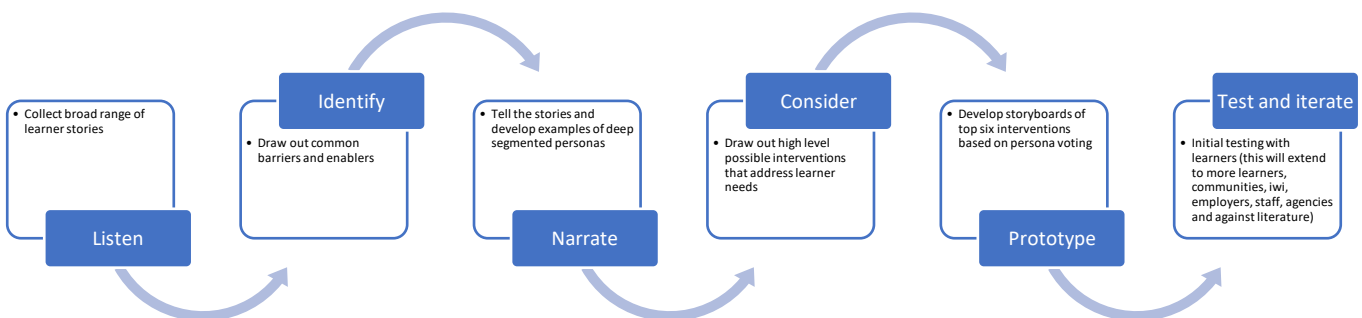 • Collect broad range of
learner stories
Listen
Identify
• Draw out common
barriers and enablers
• Tell the stories and
develop examples of deep
segmented personas
Narrate
Consider
• Draw out high level
possible interventions
that address learner
needs
• Develop storyboards of
top six interventions
based on persona voting
Prototype
Test and iterate
• Initial testing with
learners (this will extend
to more learners,
communities, iwi,
employers, staff, agencies
and against literature)